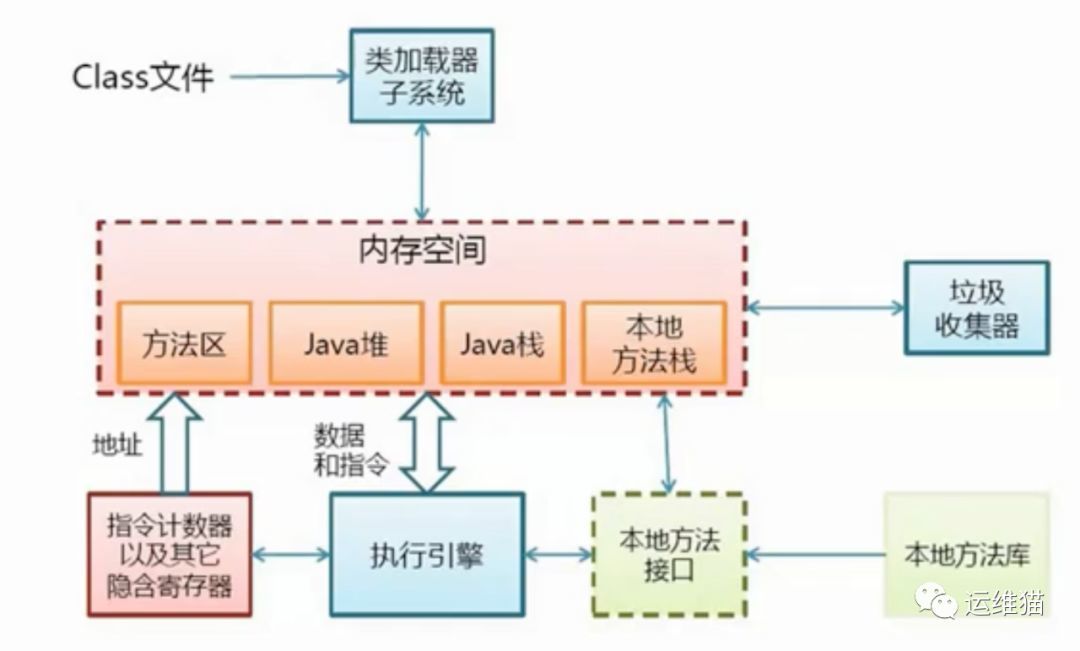 Class文件
类加载器
子系统
内存空间
方法区
Java堆
Java栈
本地
方法栈
垃圾
收集器
地址
数据
和指令
指令计数器
以及其它
隐含寄存器
执行引擎
本地方法
接口
本地方法库
运维猫